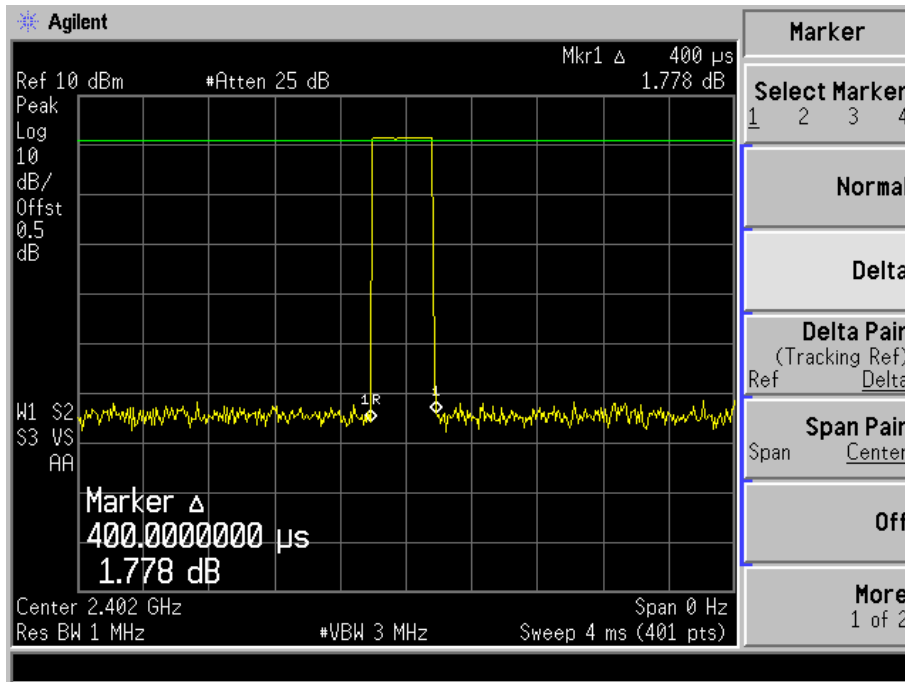 Agilent
Marker
Mkr1 Δ 400 µs
Ref 10 dBm #Atten 25 dB 1.778 dB
Peak
Log
10
dB/
Offst
0.5
dB
1R
1
W1 S2
S3 VS
AA
Marker Δ
400.0000000 µs
1.778 dB
Center 2.402 GHz Span 0 Hz
Res BW 1 MHz #VBW 3 MHz Sweep 4 ms (401 pts)
Select Marker
1 2 3 4
Normal
Delta
Delta Pair
(Tracking Ref)
Ref Delta
Span Pair
Span Center
Off
More
1 of 2